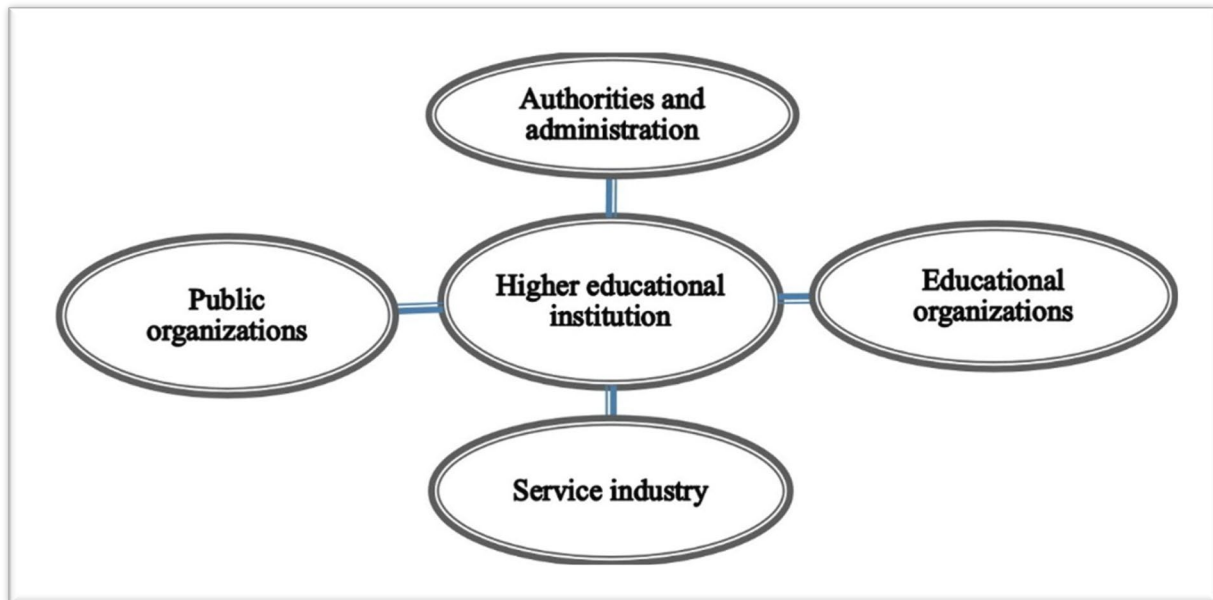 Authorities and
administration
Public
organizations
Higher educational
institution
Educational
organizations
Service industry